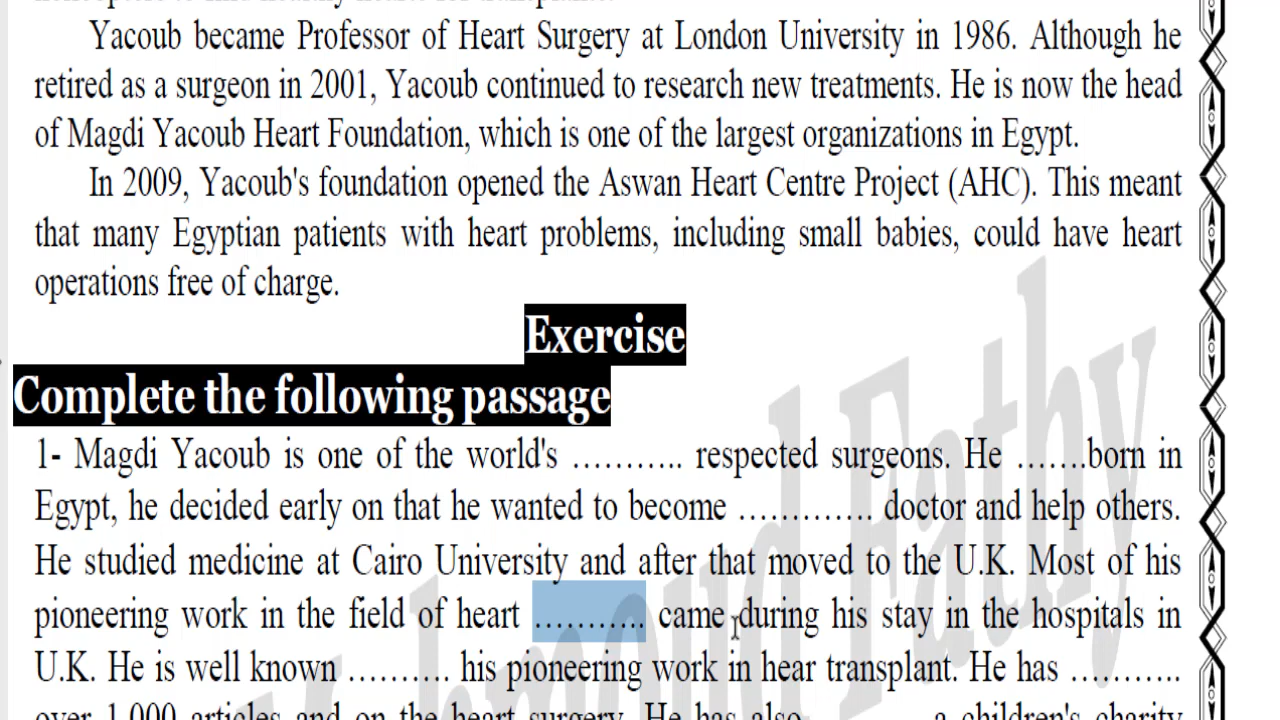 Yacoub became Professor of Heart Surgery at London University in 1986. Although he
retired as a surgeon in 2001, Yacoub continued to research new treatments. He is now the head
of Magdi Yacoub Heart Foundation, which is one of the largest organizations in Egypt.
In 2009, Yacoub's foundation opened the Aswan Heart Centre Project (AHC). This meant
that many Egyptian patients with heart problems, including small babies, could have heart
operations free of charge.
Exercise
Complete the following passage
1- Magdi Yacoub is one of the world's ……….. respected surgeons. He …….born in
Egypt, he decided early on that he wanted to become …………. doctor and help others.
He studied medicine at Cairo University and after that moved to the U.K. Most of his
pioneering work in the field of heart ……….. came during his stay in the hospitals in
U.K. He is well known ………. his pioneering work in hear transplant. He has ………..
over 1,000 articles and on the heart surgery. He has also ……… a children's charity
Fathy